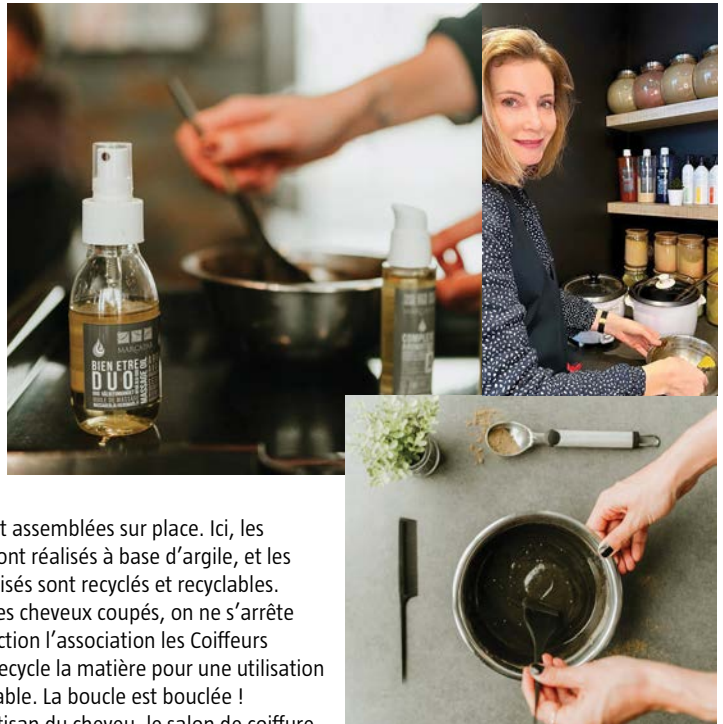 BIEN ETRE
DUO
MASSAGE OIL
t assemblées sur place. Ici, les
ont réalisés à base d’argile, et les
isés sont recyclés et recyclables.
es cheveux coupés, on ne s’arrête
ction l’association les Coiffeurs
ecycle la matière pour une utilisation
able. La boucle est bouclée !
tisan du cheveu, le salon de coiffure